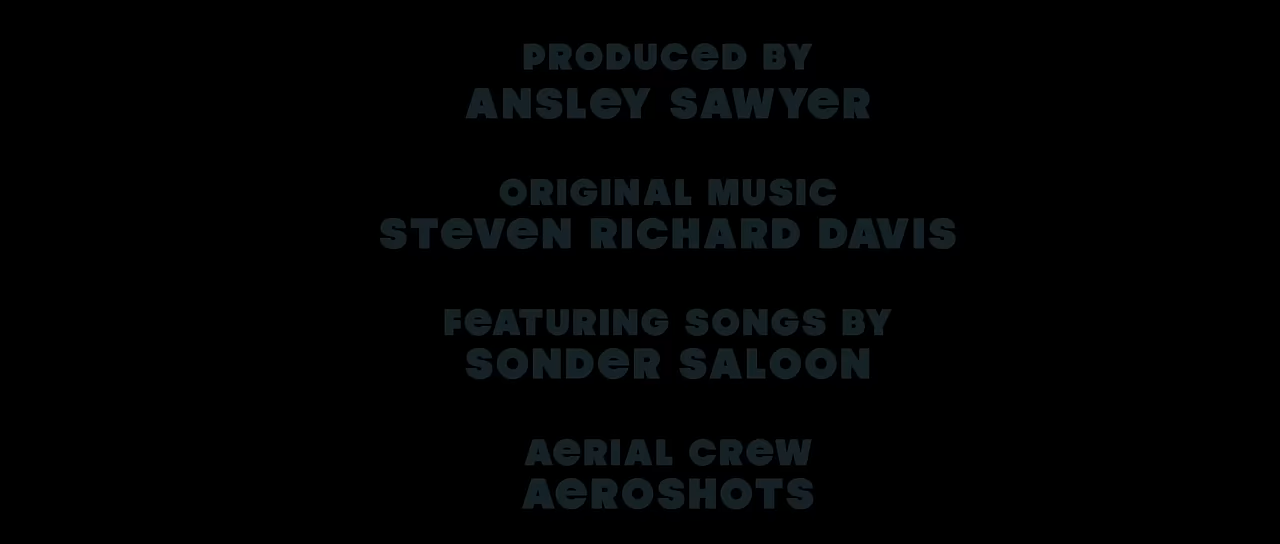 PRODUCED BY
ANSLEY SAWYER
ORIGINAL MUSIC
STEVEN RICHARD DAVIS
FEATURING SONGS BY
SONDER SALOON
AERIAL CREW
AEROSHOTS